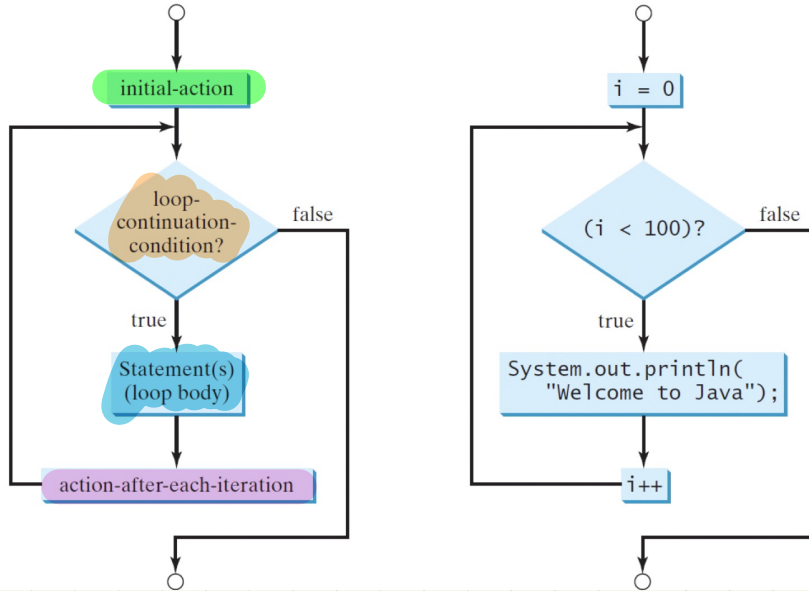 initial-action
loop-
continuation-
condition?
false
true
Statement(s)
(loop body)
action-after-each-iteration
i = 0
(i < 100)?
false
true
System.out.println(
"Welcome to Java");
i++